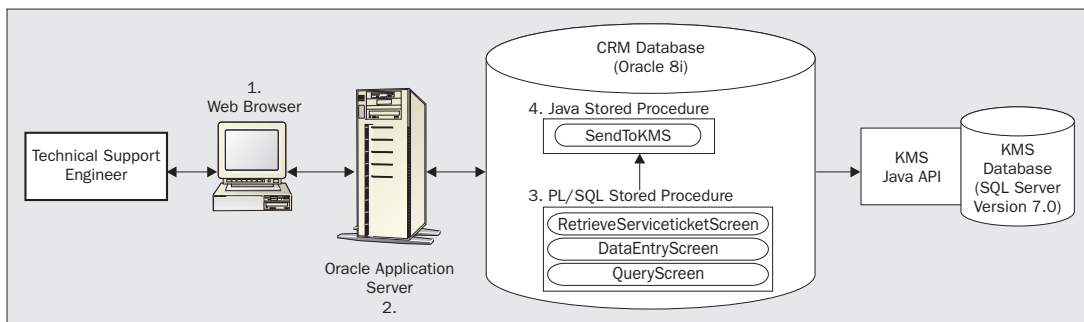 Technical Support
Engineer
1.
Web Browser
Oracle Application
Server
2.
CRM Database
(Oracle 8i)
4. Java Stored Procedure
SendToKMS
3. PL/SQL Stored Procedure
RetrieveServiceticketScreen
DataEntryScreen
QueryScreen
KMS
Java API
KMS
Database
(SQL Server
Version 7.0)